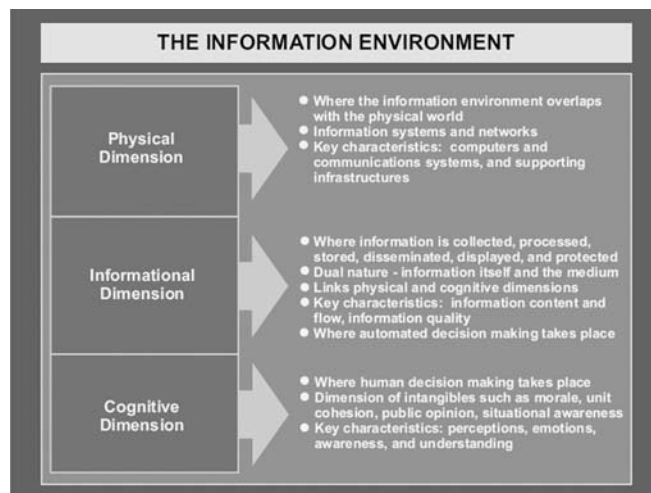 THE INFORMATION ENVIRONMENT
Physical
Dimension
● Where the information environment overlaps
with the physical world
● Information systems and networks
● Key characteristics: computers and
communications systems, and supporting
infrastructures
Informational
Dimension
● Where information is collected, processed,
stored, disseminated, displayed, and protected
● Dual nature - information itself and the medium
● Links physical and cognitive dimensions
● Key characteristics: information content and
flow, information quality
● Where automated decision making takes place
Cognitive
Dimension
● Where human decision making takes place
● Dimension of intangibles such as morale, unit
cohesion, public opinion, situational awareness
● Key characteristics: perceptions, emotions,
awareness, and understanding